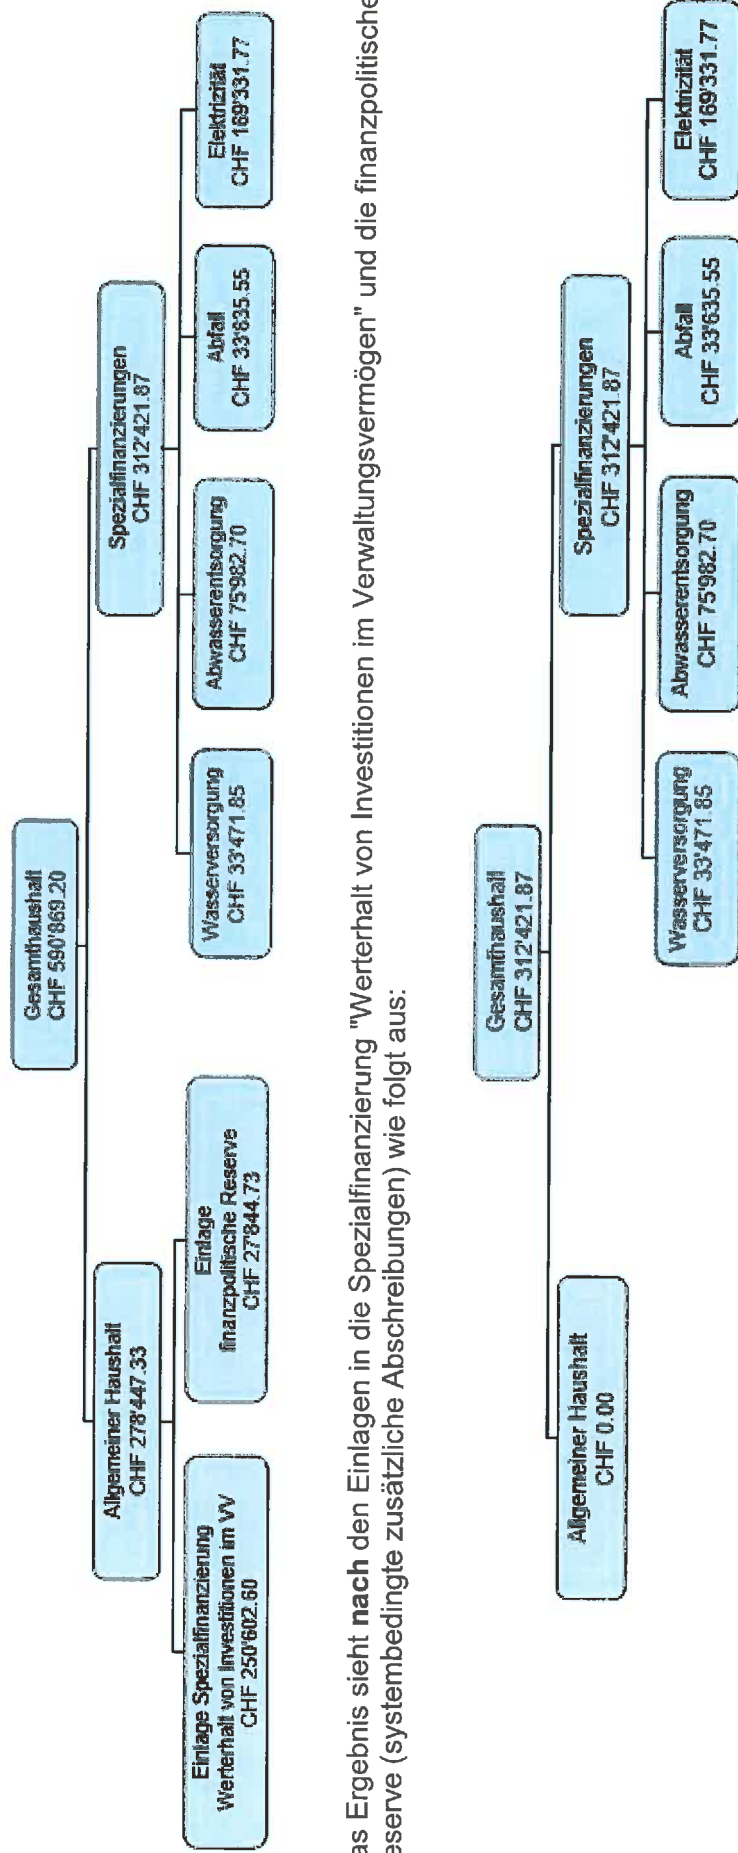 Gesamthaushalt
CHF 590'869.20
Allgemeiner Haushalt
CHF 278'447.33
Spezialfinanzierungen
CHF 312'421.87
Einlage Spezialfinanzierung
Werterhalt von Investitionen im VV
CHF 250'602.60
Einlage
finanzpolitische Reserve
CHF 27'844.73
Wasserversorgung
CHF 33'471.85
Abwasserentsorgung
CHF 75'982.70
Abfall
CHF 33'635.55
Elektrizität
CHF 169'331.77
as Ergebnis sieht nach den Einlagen in die Spezialfinanzierung "Werterhalt von Investitionen im Verwaltungsvermögen" und die finanzpolitische
eserve (systembedingte zusätzliche Abschreibungen) wie folgt aus:
Gesamthaushalt
CHF 312'421.87
Allgemeiner Haushalt
CHF 0.00
Spezialfinanzierungen
CHF 312'421.87
Wasserversorgung
CHF 33'471.85
Abwasserentsorgung
CHF 75'982.70
Abfall
CHF 33'635.55
Elektrizität
CHF 169'331.77